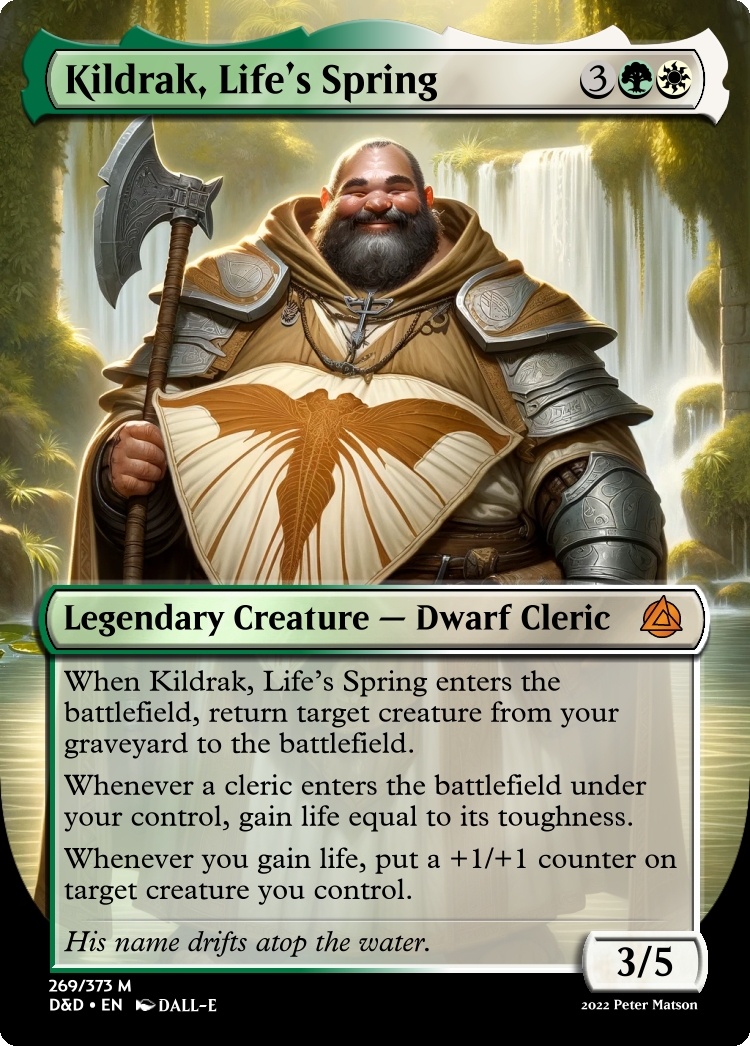 Kildrak, Life's Spring 3
Legendary Creature — Dwarf Cleric
When Kildrak, Life's Spring enters the
battlefield, return target creature from your
graveyard to the battlefield.
Whenever a cleric enters the battlefield under
your control, gain life equal to its toughness.
Whenever you gain life, put a +1/+1 counter on
target creature you control.
His name drifts atop the water.
3/5
269/373 M
D&D • EN DALL-E
2022 Peter Matson